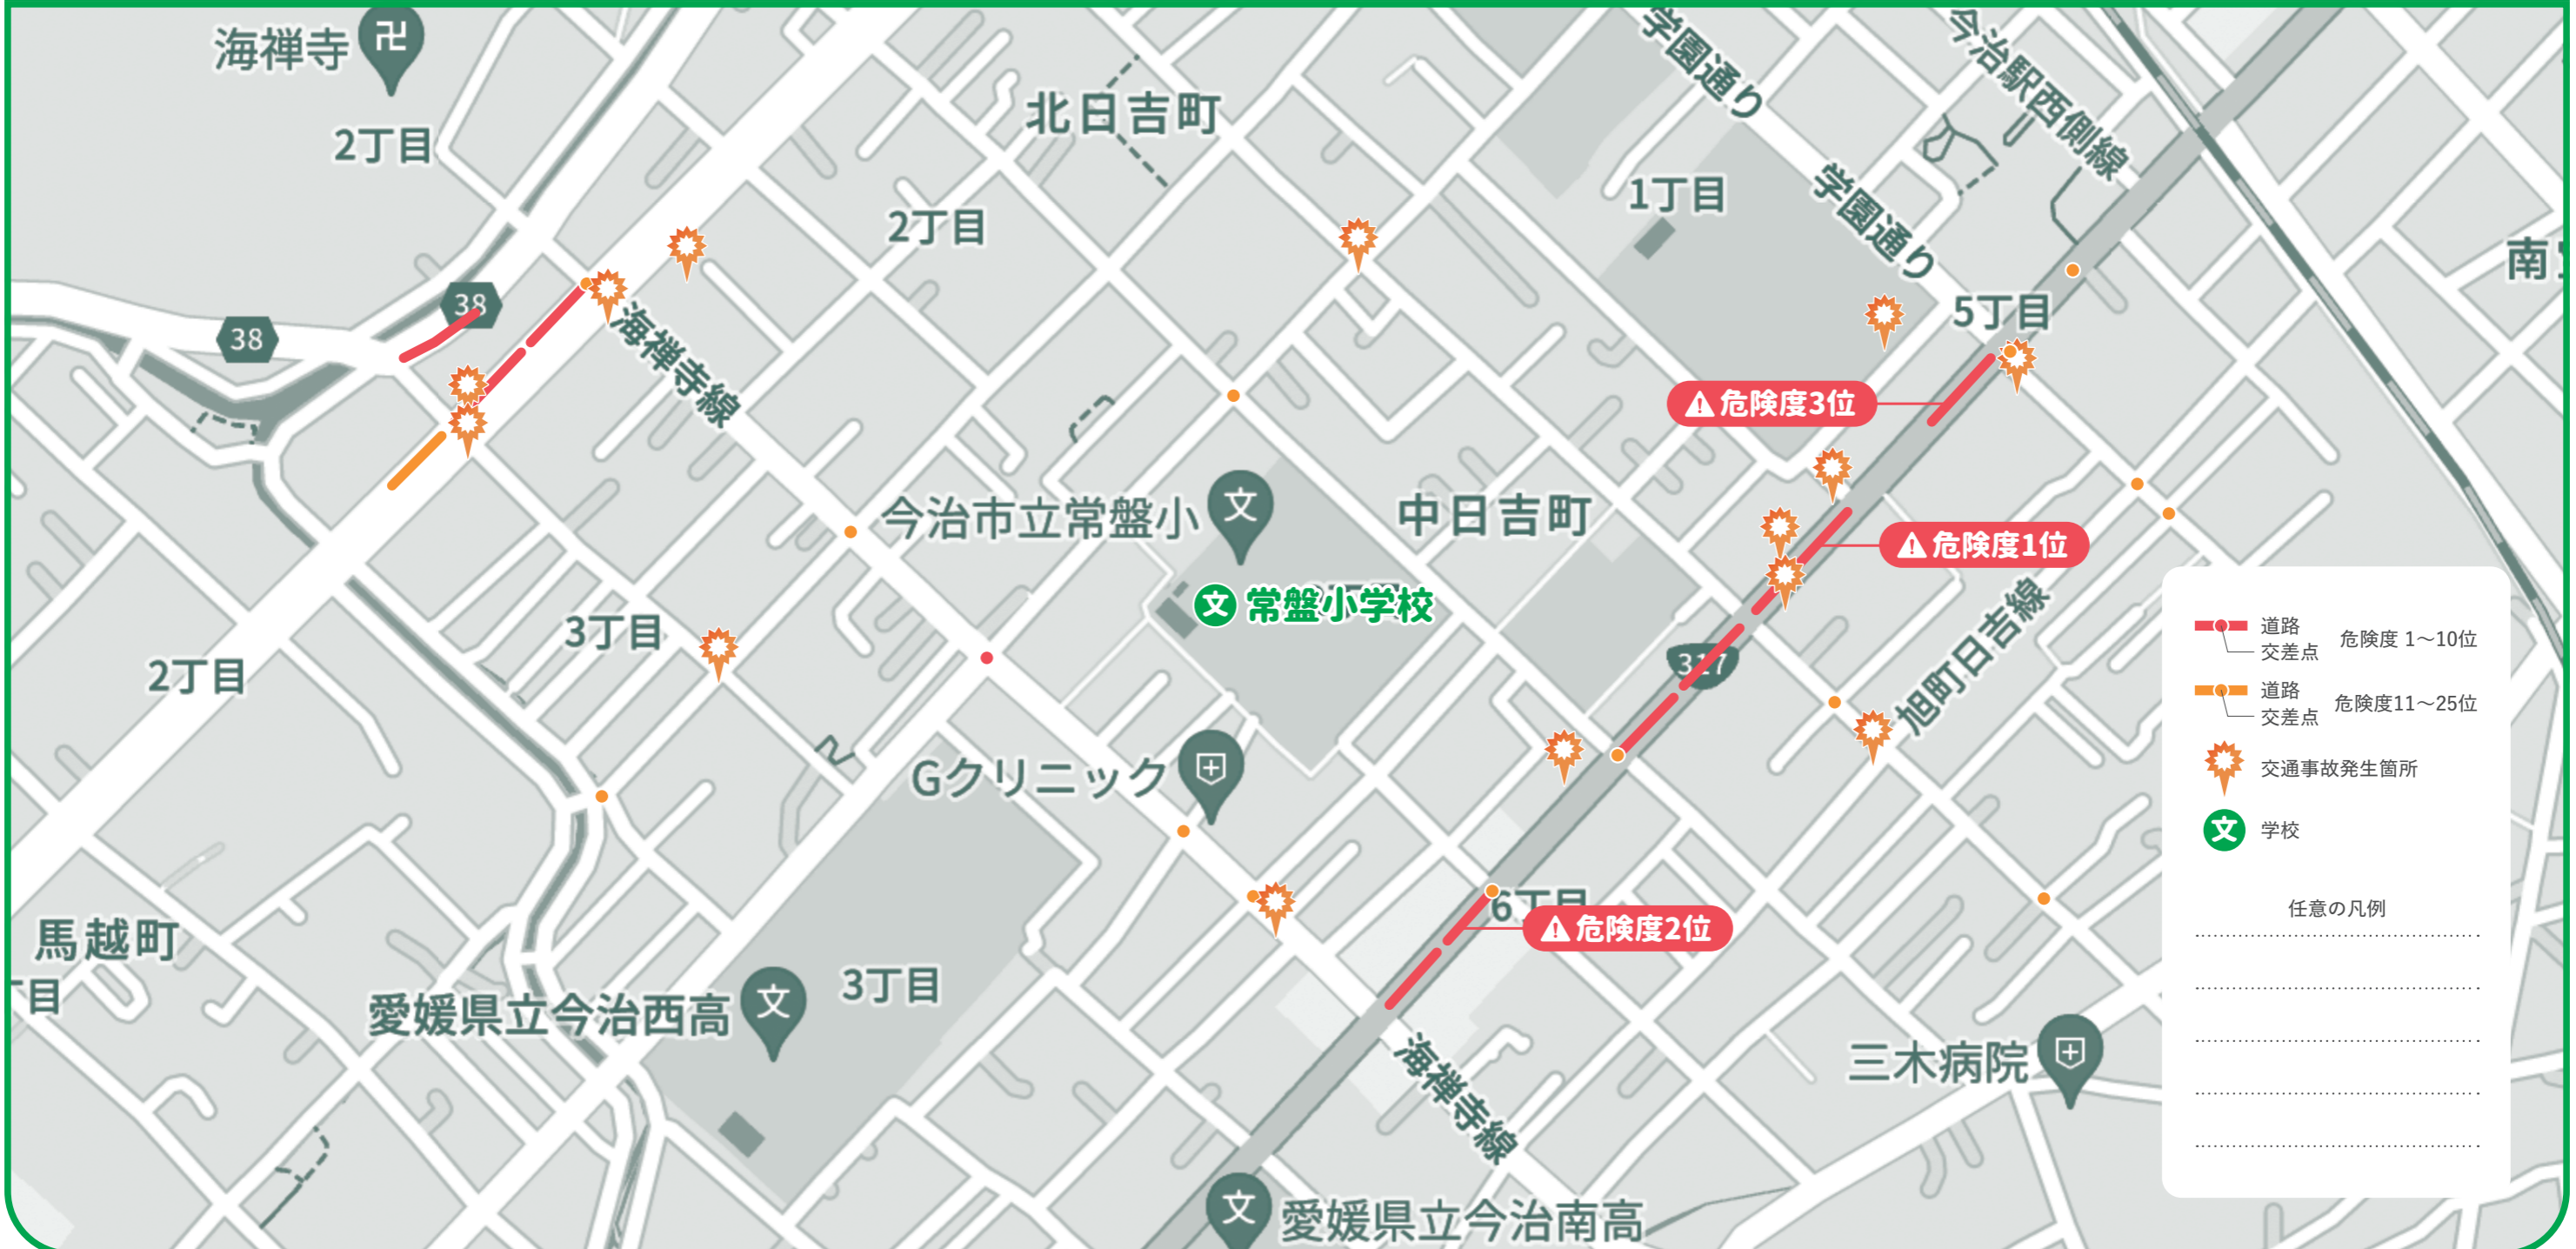 海禅寺
卍
2丁目
北日吉町
学園通り
今治駅西側線
1丁目
学園通り
2丁目
38
38
5丁目
海禅寺線
危険度3位
今治市立常盤小
文
中日吉町
危険度1位
文 常盤小学校
3丁目
317
2丁目
旭町日吉線
Gクリニック
馬越町
6丁目
危険度2位
愛媛県立今治西高
文
3丁目
海禅寺線
三木病院
文
愛媛県立今治南高
道路
交差点
危険度 1〜10位
道路
交差点
危険度11〜25位
交通事故発生箇所
文 学校
任意の凡例